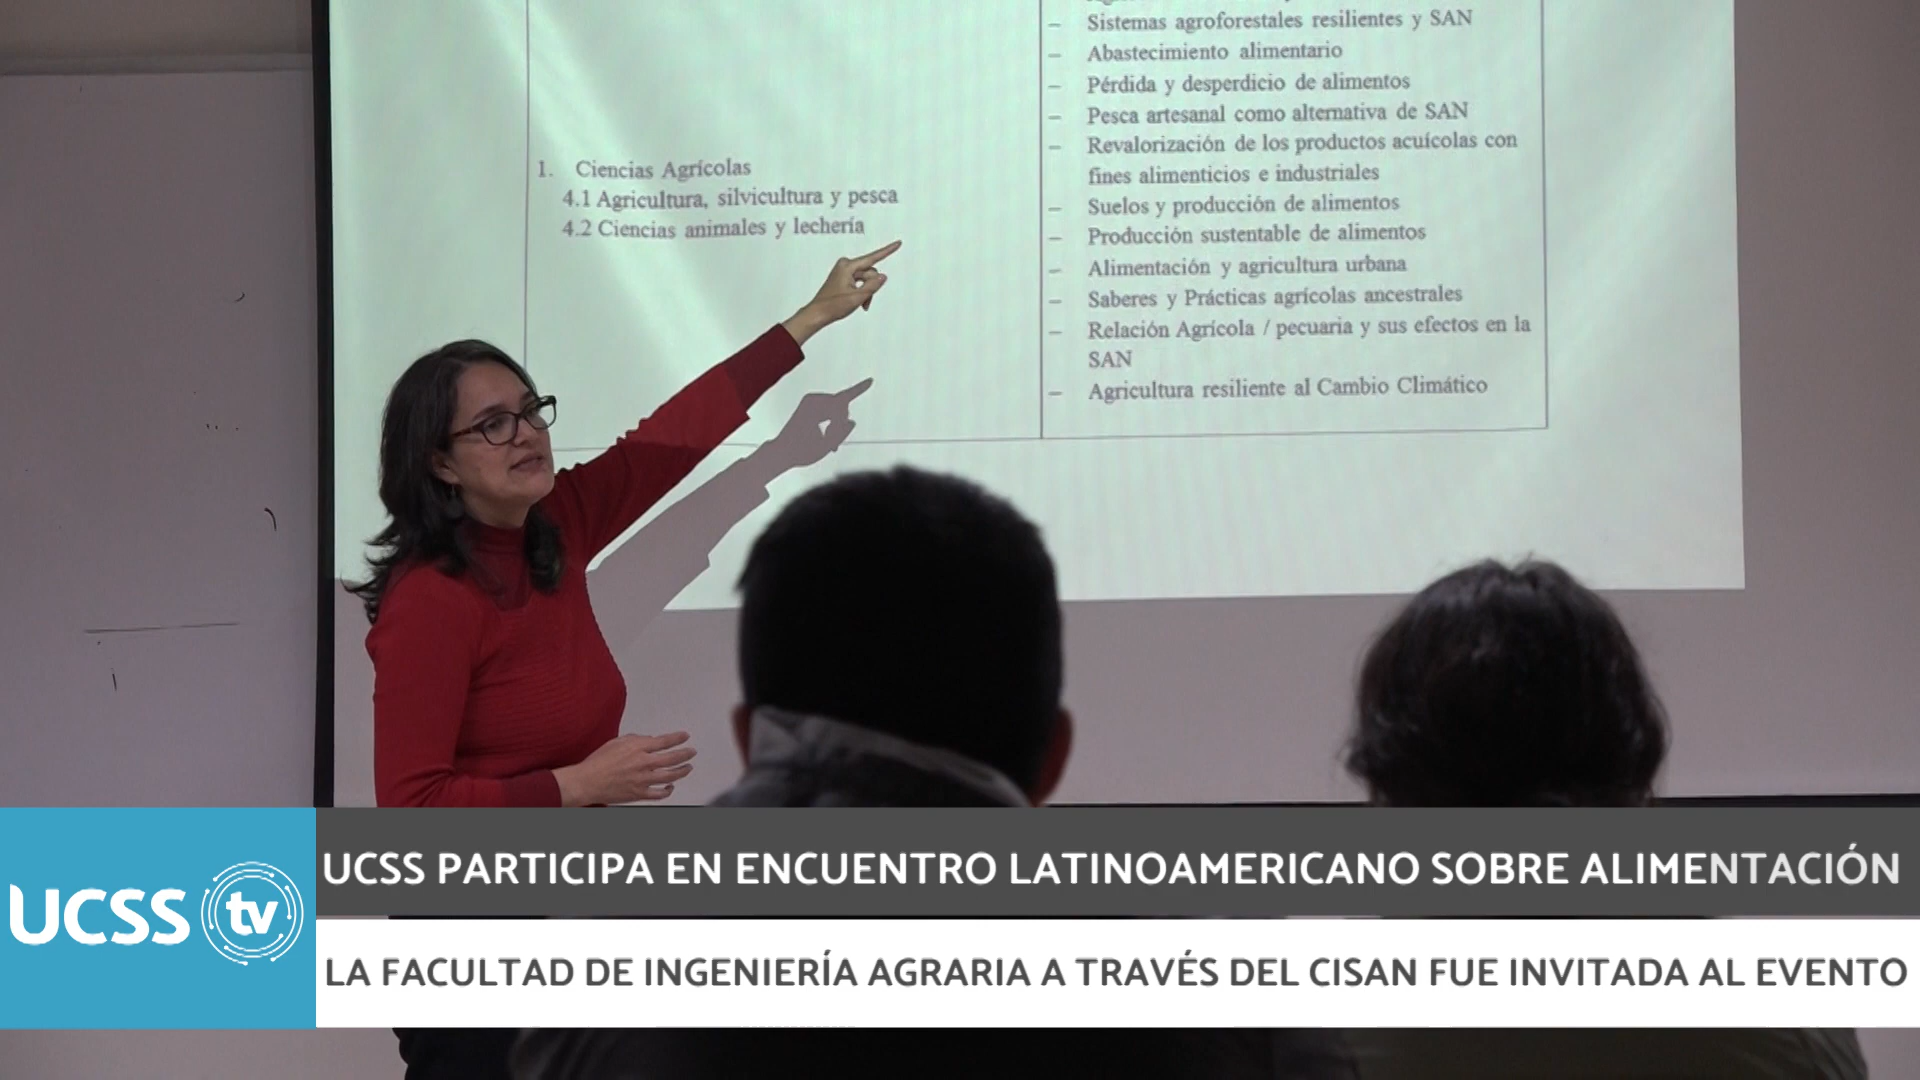 Sistemas agroforestales resilientes y SAN
– Abastecimiento alimentario
– Pérdida y desperdicio de alimentos
– Pesca artesanal como alternativa de SAN
– Revalorización de los productos acuícolas con
fines alimenticios e industriales
– Suelos y producción de alimentos
– Producción sustentable de alimentos
– Alimentación y agricultura urbana
– Saberes y Prácticas agrícolas ancestrales
– Relación Agrícola / pecuaria y sus efectos en la
SAN
– Agricultura resiliente al Cambio Climático
1. Ciencias Agrícolas
4.1 Agricultura, silvicultura y pesca
4.2 Ciencias animales y lechería
UCSS tv
UCSS PARTICIPA EN ENCUENTRO LATINOAMERICANO SOBRE ALIMENTACIÓN
LA FACULTAD DE INGENIERÍA AGRARIA A TRAVÉS DEL CISAN FUE INVITADA AL EVENTO